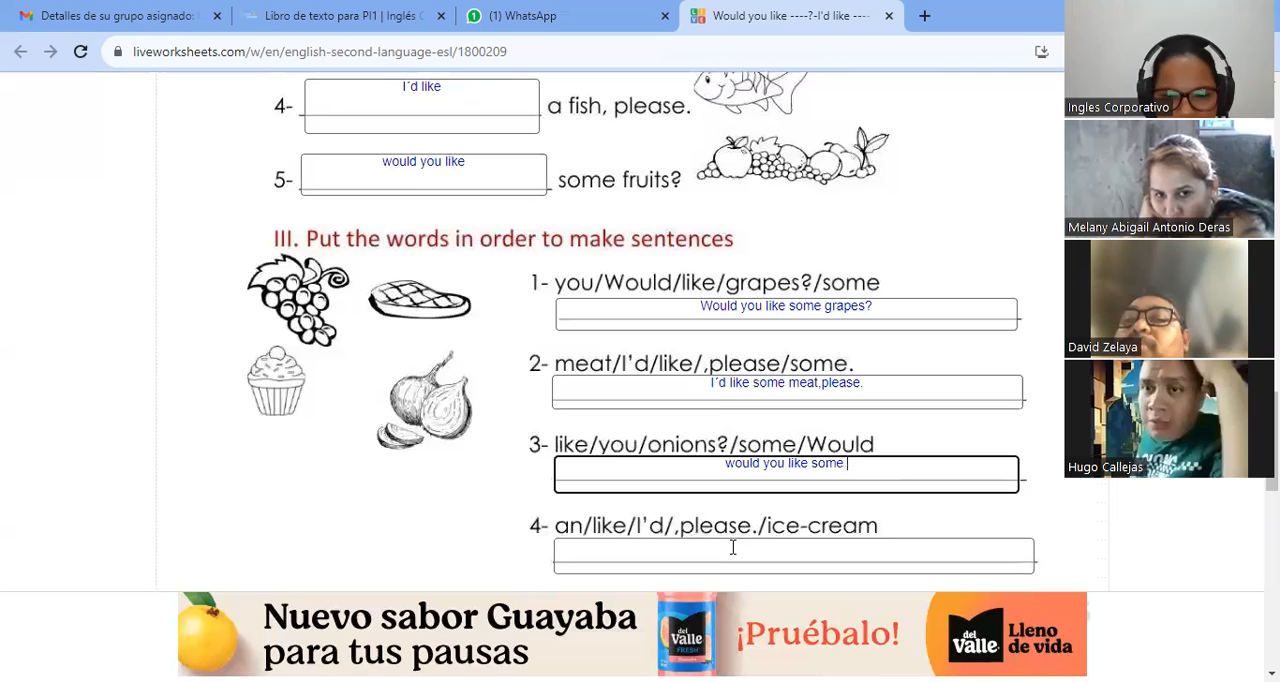 Detalles de su grupo asignado: I
Libro de texto para PI1 | Inglés C
(1) WhatsApp
Would you like ----?-I'd like ----
liveworksheets.com/w/en/english-second-language-esl/1800209
4- I´d like a fish, please.
5- would you like some fruits?
III. Put the words in order to make sentences
1- you/Would/like/grapes?/some
Would you like some grapes?
2- meat/I'd/like/,please/some.
I´d like some meat,please.
3- like/you/onions?/some/Would
would you like some
4- an/like/I'd/,please./ice-cream
Ingles Corporativo
Melany Abigail Antonio Deras
David Zelaya
Hugo Callejas
Nuevo sabor Guayaba
para tus pausas
del Valle
FRESH
¡Pruébalo!
del Valle
Lleno
de vida